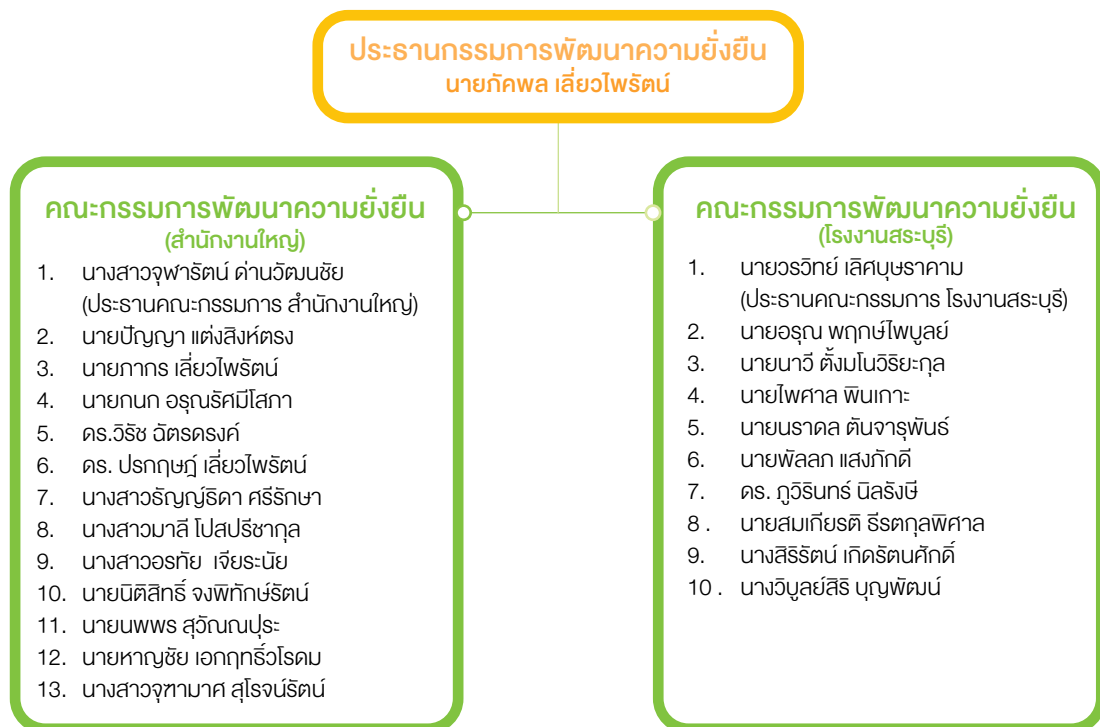 ประธานกรรมการพัฒนาความยั่งยืน
นายภัคพล เลี่ยวไพรัตน์
คณะกรรมการพัฒนาความยั่งยืน
(สำนักงานใหญ่)
1. นางสาวจุฬารัตน์ ด่านวัฒนชัย
(ประธานคณะกรรมการ สำนักงานใหญ่)
2. นายปัญญา แต่งสิงห์ตรง
3. นายภากร เลี่ยวไพรัตน์
4. นายกนก อรุณรัศมีโสภา
5. ดร.วิรัช ฉัตรดรงค์
6. ดร. ปรกฤษฎ์ เลี่ยวไพรัตน์
7. นางสาวธัญญ์ธิดา ศรีรักษา
8. นางสาวมาลี โปสปรีชากุล
9. นางสาวอรทัย เจียระนัย
10. นายนิติสิทธิ์ จงพิทักษ์รัตน์
11. นายนพพร สุวัณณปุระ
12. นายหาญชัย เอกฤทธิ์วโรดม
13. นางสาวจุฑามาศ สุโรจน์รัตน์
คณะกรรมการพัฒนาความยั่งยืน
(โรงงานสระบุรี)
1. นายวรวิทย์ เลิศบุษราคาม
(ประธานคณะกรรมการ โรงงานสระบุรี)
2. นายอรุณ พฤกษ์ไพบูลย์
3. นายนาวี ตั้งมโนวิริยะกุล
4. นายไพศาล พินเกาะ
5. นายนราดล ตันจารุพันธ์
6. นายพัลลภ แสงภักดี
7. ดร. ภูวิรินทร์ นิลรังษี
8 . นายสมเกียรติ ธีรตกุลพิศาล
9. นางสิริรัตน์ เกิดรัตนศักดิ์
10 . นางวิบูลย์สิริ บุญพัฒน์